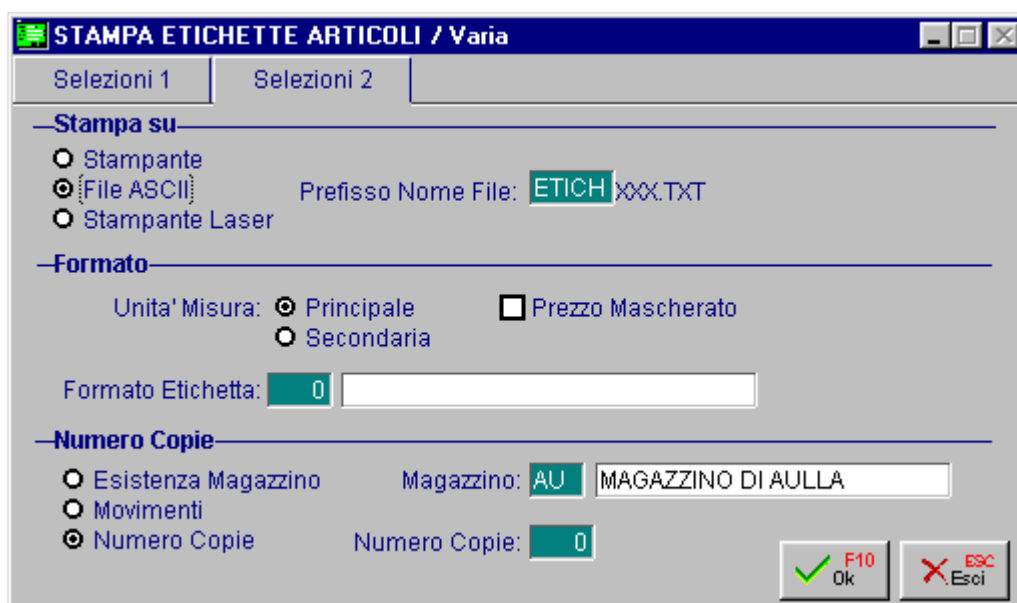 STAMPA ETICHETTE ARTICOLI / Varia
Selezioni 1 Selezioni 2
Stampa su
Stampante
File ASCII Prefisso Nome File: ETICH XXX.TXT
Stampante Laser
Formato
Unita' Misura: Principale Prezzo Mascherato
Secondaria
Formato Etichetta: 0
Numero Copie
Esistenza Magazzino Magazzino: AU MAGAZZINO DI AULLA
Movimenti
Numero Copie Numero Copie: 0
F10 Ok ESC Esci